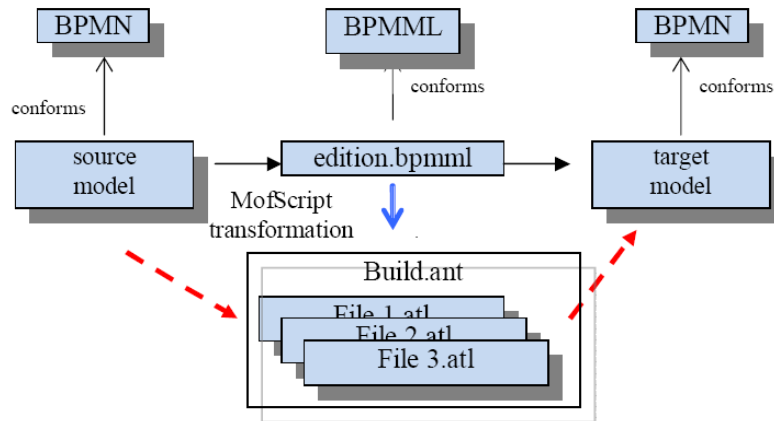 BPMN
BPMML
BPMN
conforms
conforms
conforms
source
model
edition.bpmml
target
model
MofScript
transformation
Build.ant
File 1.atl
File 2.atl
File 3.atl